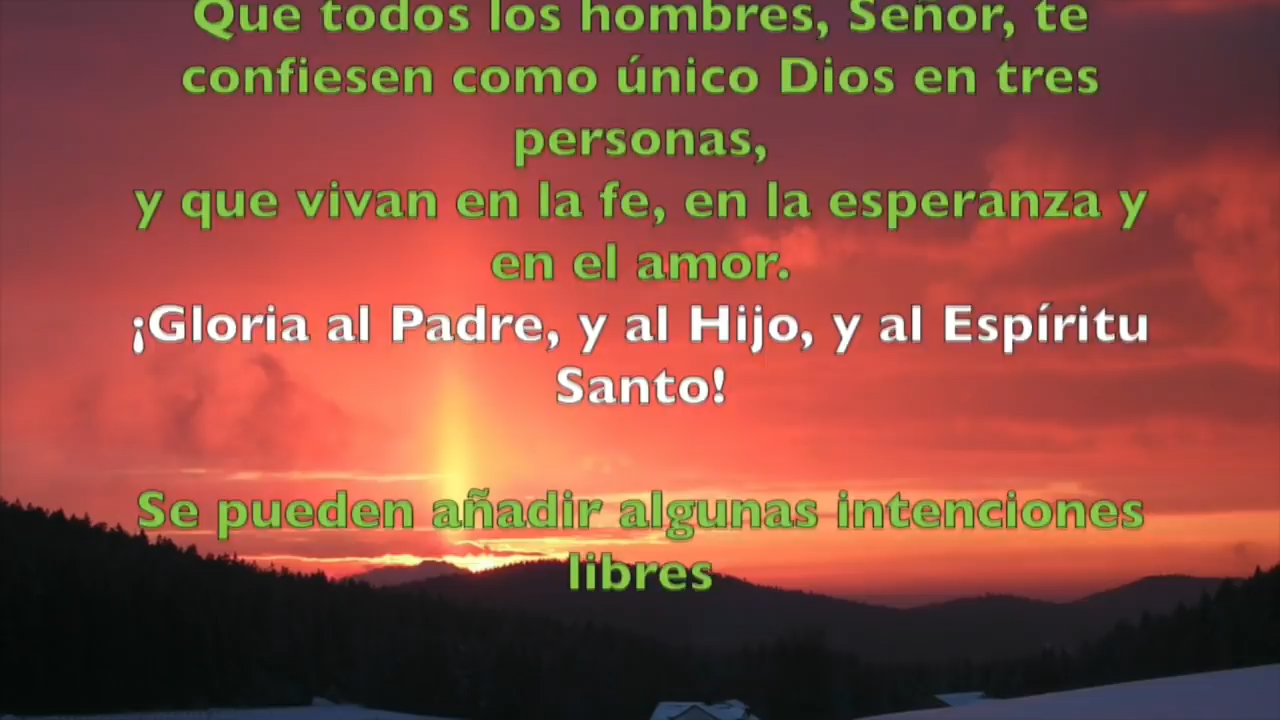 Que todos los hombres, Señor, te
confiesen como único Dios en tres
personas,
y que vivan en la fe, en la esperanza y
en el amor.
¡Gloria al Padre, y al Hijo, y al Espíritu
Santo!
Se pueden añadir algunas intenciones
libres